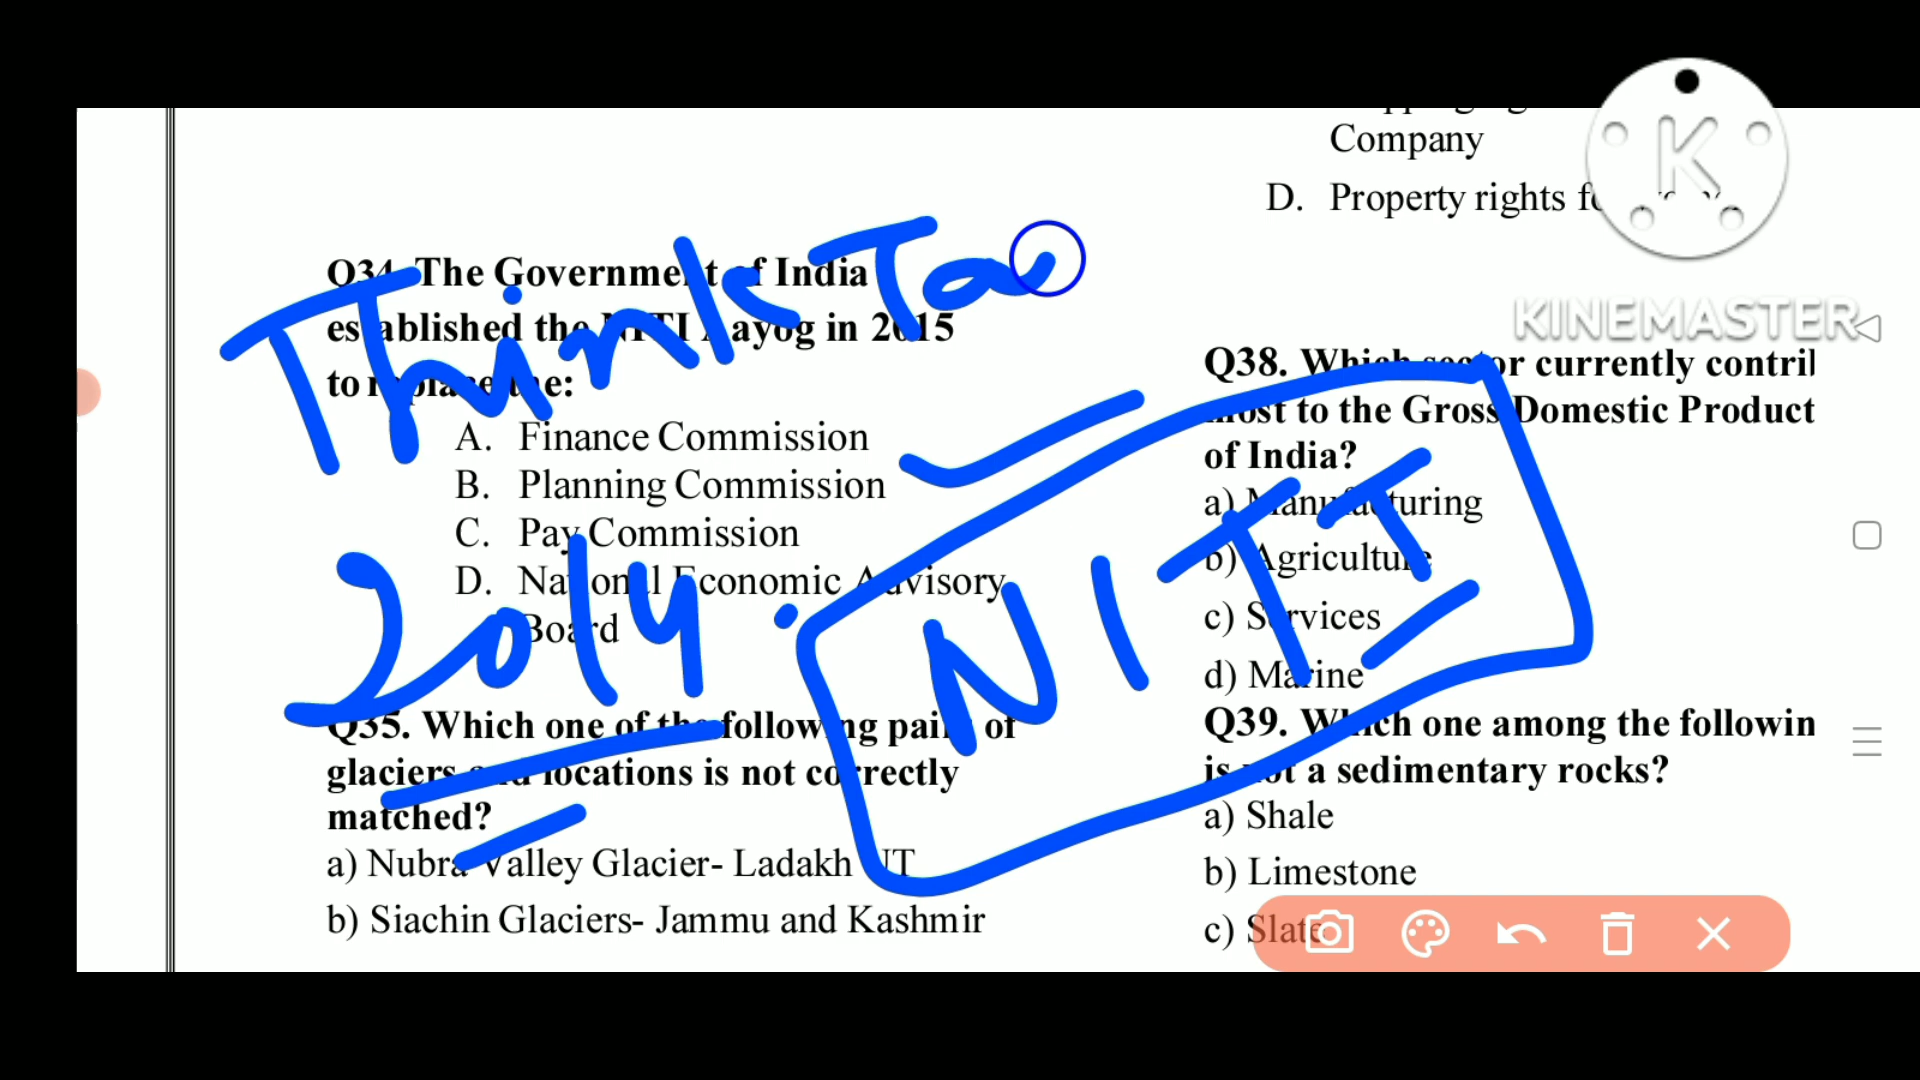 Company
D. Property rights
Q34. The Government of India
established the NITI Aayog in 2015
to replace the:
A. Finance Commission
B. Planning Commission
C. Pay Commission
D. National Economic Advisory
Board
Q35. Which one of the following pairs of
glaciers and locations is not correctly
matched?
a) Nubra Valley Glacier- Ladakh UT
b) Siachin Glaciers- Jammu and Kashmir
Think
2014
NITI
KINEMASTER
Q38. Which sector currently
most to the Gross Domestic Product
of India?
a) Manufacturing
b) Agriculture
c) Services
d) Marine
Q39. Which one among the
is not a sedimentary rocks?
a) Shale
b) Limestone
c) Slate